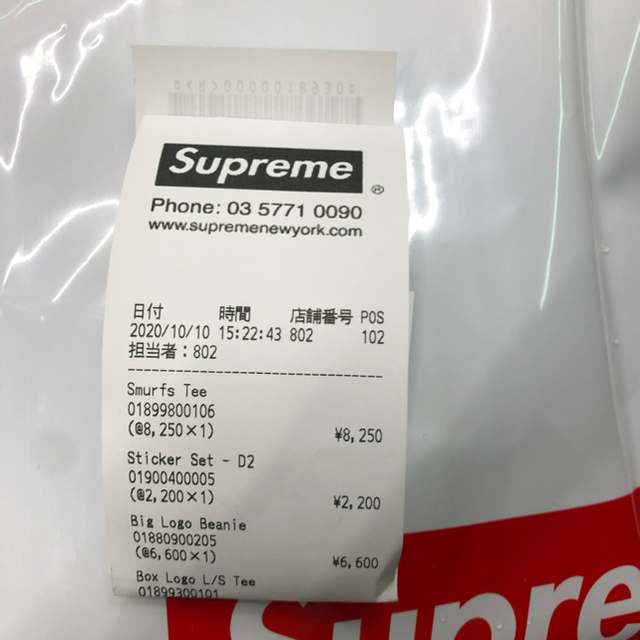 Supreme
®
Phone: 03 5771 0090
www.supremenewyork.com
日付 時間 店舗番号 POS
2020/10/10 15:22:43 802 102
担当者:802
Smurfs Tee
01899800106
(@8,250×1) ¥8,250
Sticker Set - D2
01900400005
(@2,200×1) ¥2,200
Big Logo Beanie
01880900205
(@6,600×1) ¥6,600
Box Logo L/S Tee
01899300101
Supre